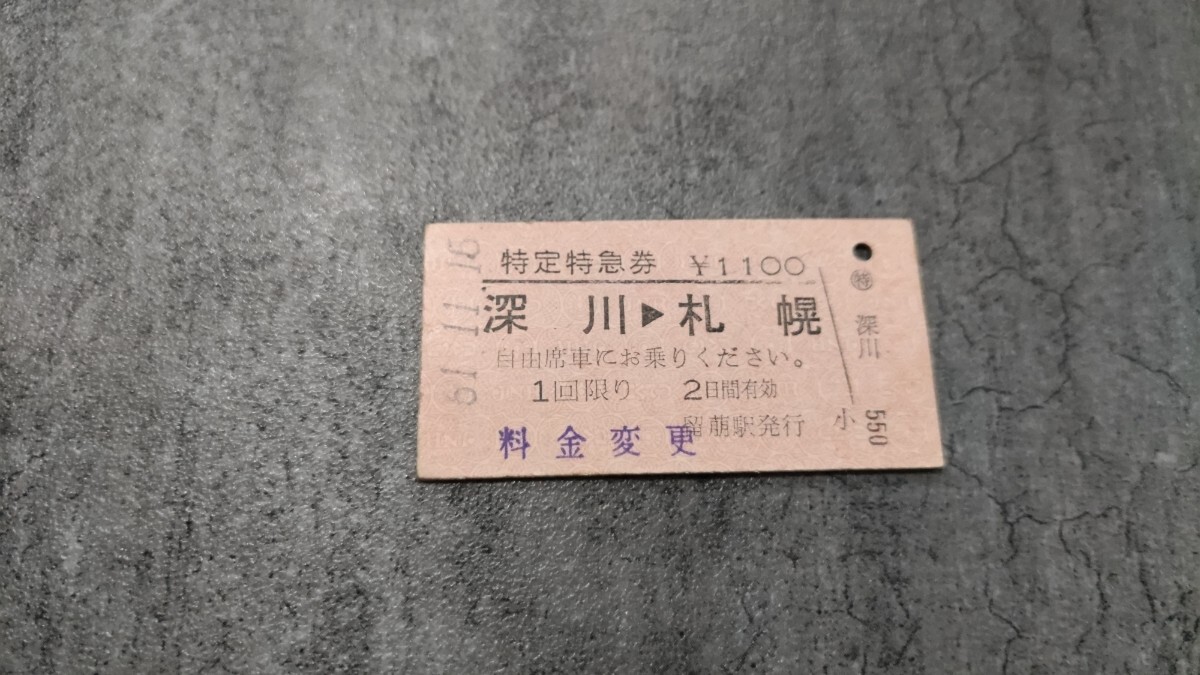 61.11.16
特定特急券 ¥1100
深川▶札幌
自由席車にお乗りください。
1回限り 2日間有効
留萠駅発行
料金変更
㊕
深川
小 550